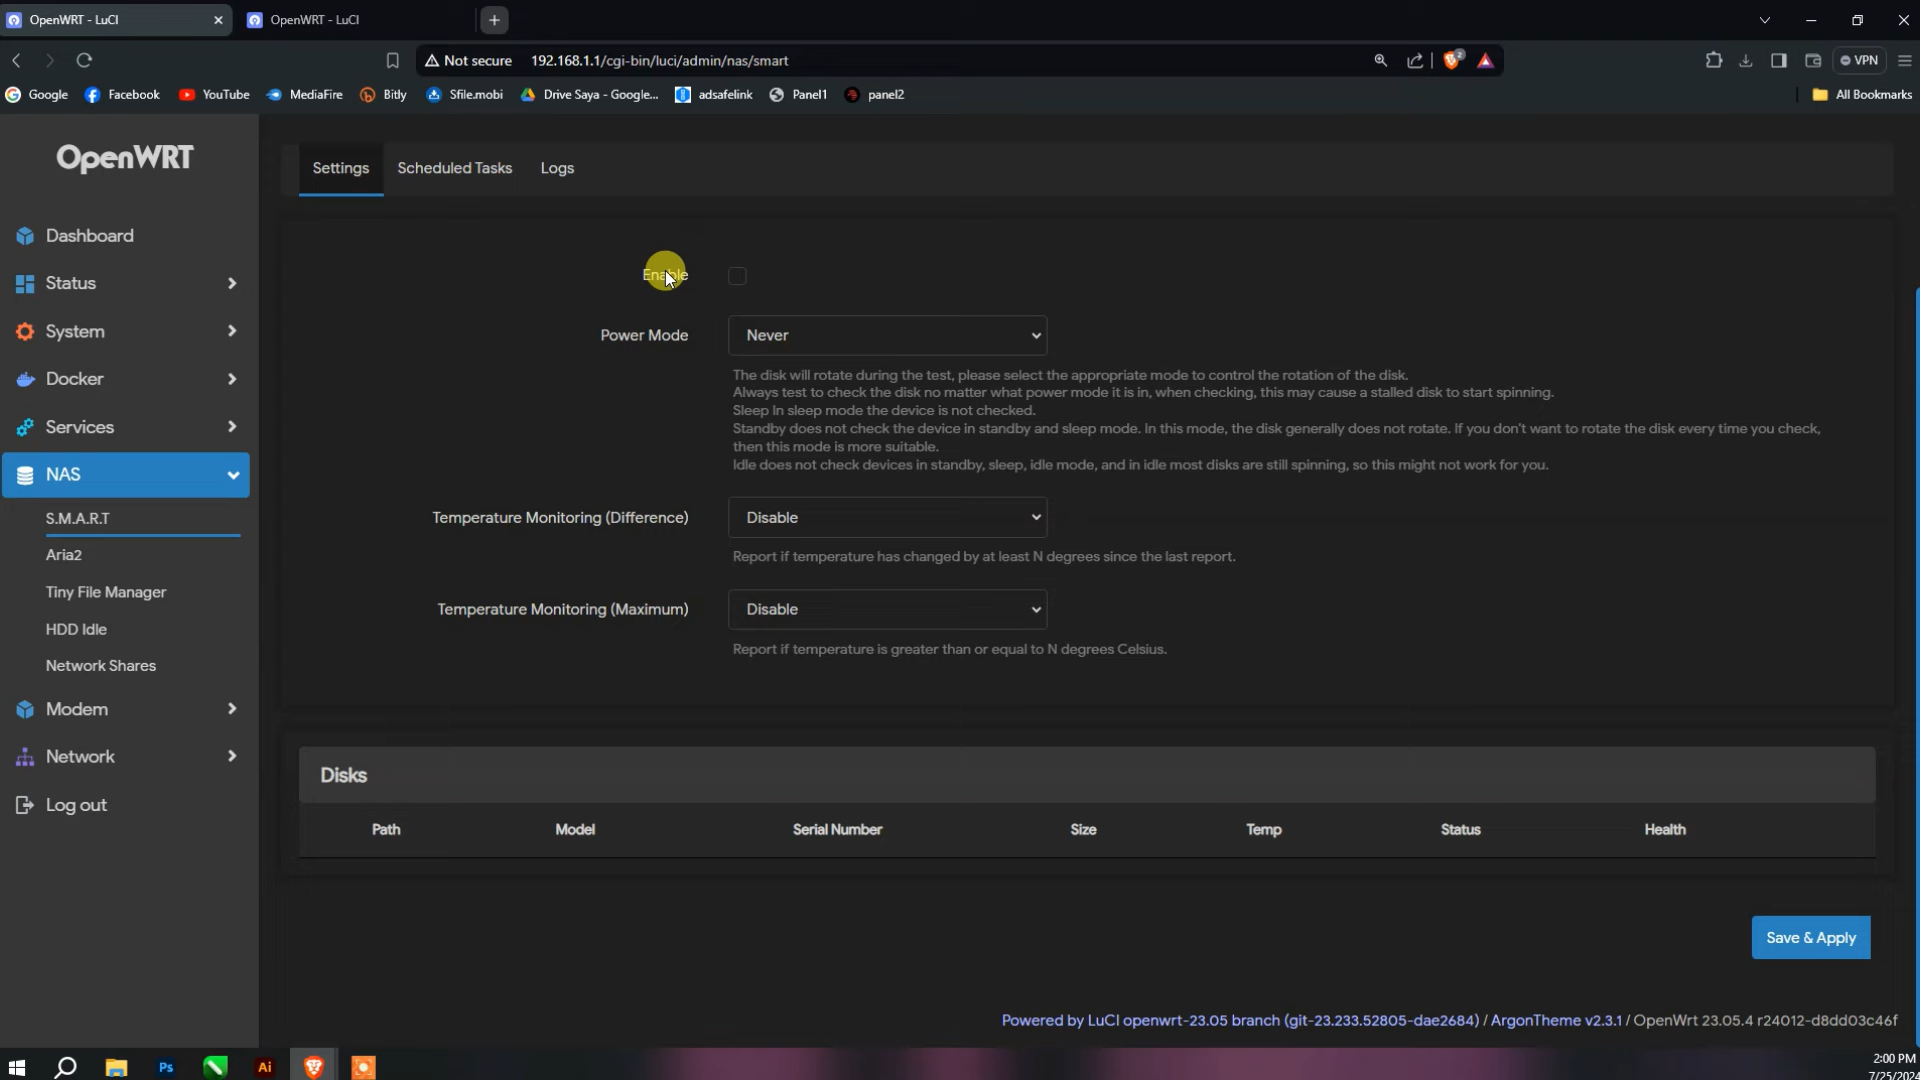 OpenWRT - LuCI
OpenWRT - LuCI
Not secure 192.168.1.1/cgi-bin/luci/admin/nas/smart
2
VPN
Google
Facebook
YouTube
MediaFire
Bitly
Sfile.mobi
Drive Saya - Google...
adsafelink
Panel1
panel2
All Bookmarks
OpenWRT
Dashboard
Status
System
Docker
Services
NAS
S.M.A.R.T
Aria2
Tiny File Manager
HDD Idle
Network Shares
Modem
Network
Log out
Settings Scheduled Tasks Logs
Enable
Power Mode Never
The disk will rotate during the test, please select the appropriate mode to control the rotation of the disk.
Always test to check the disk no matter what power mode it is in, when checking, this may cause a stalled disk to start spinning.
Sleep In sleep mode the device is not checked.
Standby does not check the device in standby and sleep mode. In this mode, the disk generally does not rotate. If you don't want to rotate the disk every time you check,
then this mode is more suitable.
Idle does not check devices in standby, sleep, idle mode, and in idle most disks are still spinning, so this might not work for you.
Temperature Monitoring (Difference) Disable
Report if temperature has changed by at least N degrees since the last report.
Temperature Monitoring (Maximum) Disable
Report if temperature is greater than or equal to N degrees Celsius.
Disks
Path Model Serial Number Size Temp Status Health
Save & Apply
Powered by LuCI openwrt-23.05 branch (git-23.233.52805-dae2684) / ArgonTheme v2.3.1 / OpenWrt 23.05.4 r24012-d8dd03c46f
Ps
Ai
2:00 PM
7/25/2024